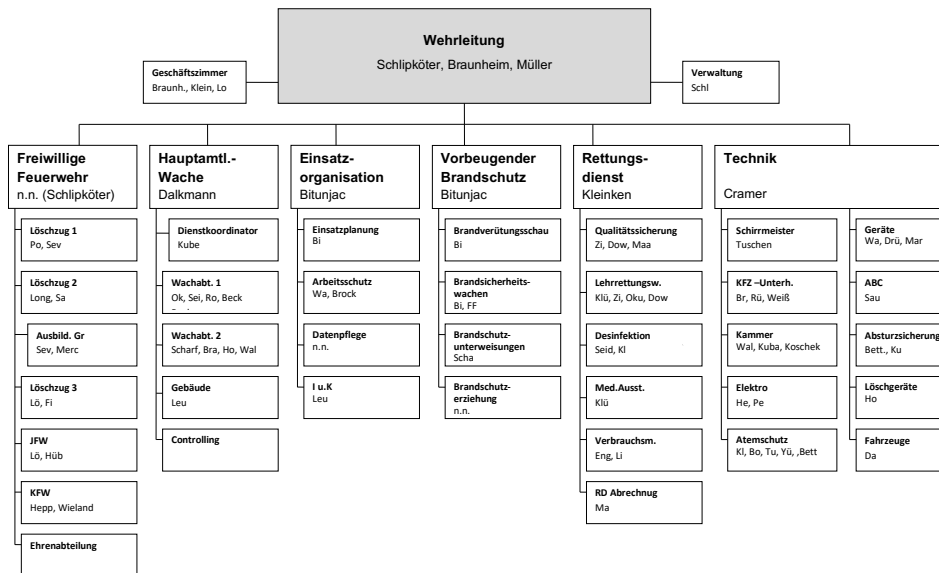 Wehrleitung
Schlipköter, Braunheim, Müller
Geschäftszimmer
Braunh., Klein, Lo
Verwaltung
Schl
Freiwillige
Feuerwehr
n.n. (Schlipköter)
Löschzug 1
Po, Sev
Löschzug 2
Long, Sa
Ausbild. Gr
Sev, Merc
Löschzug 3
Lö, Fi
JFW
Lö, Hüb
KFW
Hepp, Wieland
Ehrenabteilung
Hauptamtl.-
Wache
Dalkmann
Dienstkoordinator
Kube
Wachabt. 1
Ok, Sei, Ro, Beck
Wachabt. 2
Scharf, Bra, Ho, Wal
Gebäude
Leu
Controlling
Einsatz-
organisation
Bitunjac
Einsatzplanung
Bi
Arbeitsschutz
Wa, Brock
Datenpflege
n.n.
I u.K
Leu
Vorbeugender
Brandschutz
Bitunjac
Brandverütungsschau
Bi
Brandsicherheits-
wachen
Bi, FF
Brandschutz-
unterweisungen
Scha
Brandschutz-
erziehung
n.n.
Rettungs-
dienst
Kleinken
Qualitätssicherung
Zi, Dow, Maa
Lehrrettungsw.
Klü, Zi, Oku, Dow
Desinfektion
Seid, Kl
Med.Ausst.
Klü
Verbrauchsm.
Eng, Li
RD Abrechnug
Ma
Technik
Cramer
Schirrmeister
Tuschen
KFZ –Unterh.
Br, Rü, Weiß
Kammer
Wal, Kuba, Koschek
Elektro
He, Pe
Atemschutz
Kl, Bo, Tu, Yü, ,Bett
Geräte
Wa, Drü, Mar
ABC
Sau
Absturzsicherung
Bett., Ku
Löschgeräte
Ho
Fahrzeuge
Da